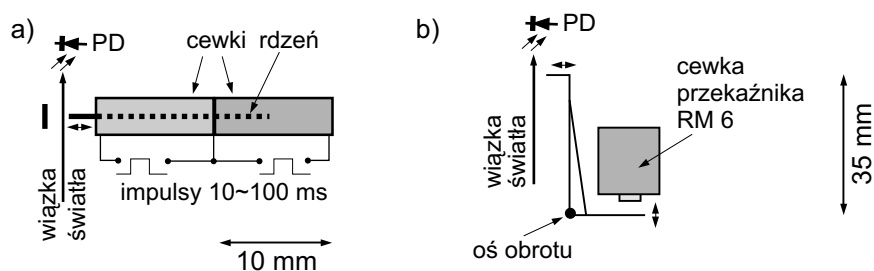 a)
PD
cewki rdzeń
wiązka
światła
impulsy 10~100 ms
10 mm
b)
PD
cewka
przekaźnika
RM 6
wiązka
światła
oś obrotu
35 mm